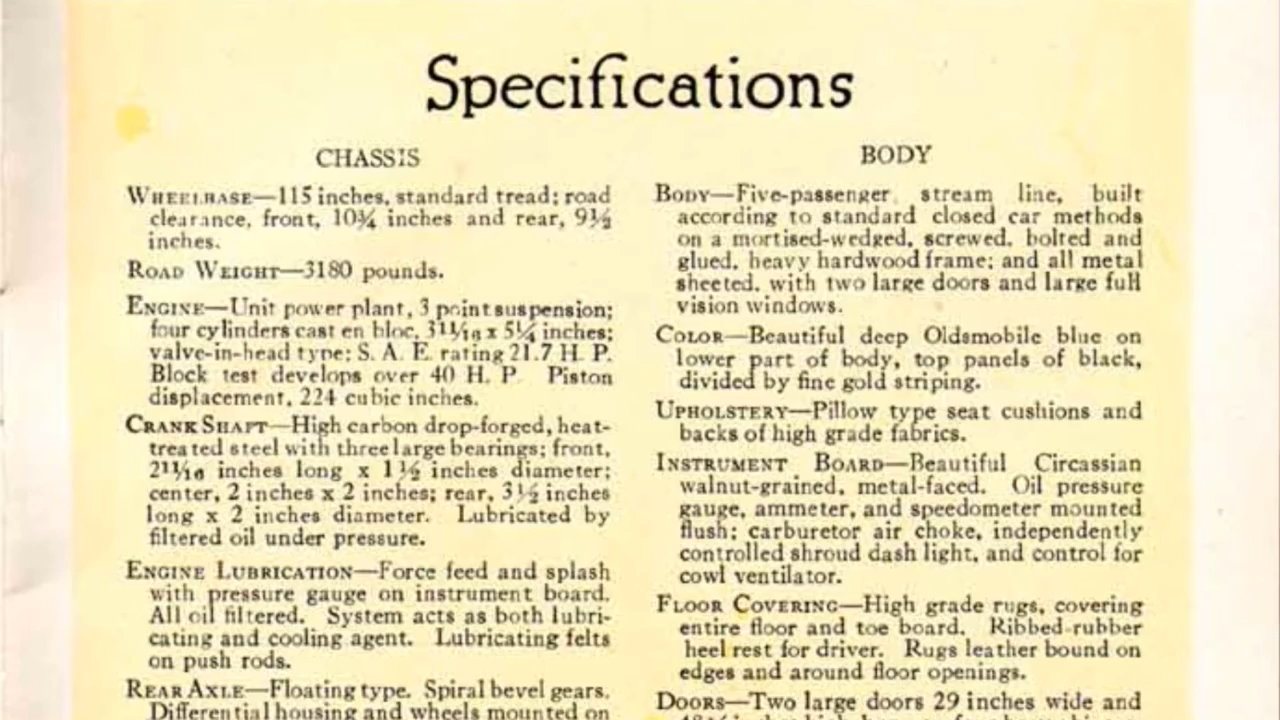 Specifications
CHASSIS
WHEELBASE—115 inches, standard tread; road
clearance, front, 10¾ inches and rear, 9½
inches.
ROAD WEIGHT—3180 pounds.
ENGINE—Unit power plant, 3 point suspension;
four cylinders cast en bloc, 3 11/16 x 5¼ inches;
valve-in-head type; S. A. E. rating 21.7 H. P.
Block test develops over 40 H. P. Piston
displacement, 224 cubic inches.
CRANK SHAFT—High carbon drop-forged, heat-
treated steel with three large bearings; front,
2 11/16 inches long x 1½ inches diameter;
center, 2 inches x 2 inches; rear, 3½ inches
long x 2 inches diameter. Lubricated by
filtered oil under pressure.
ENGINE LUBRICATION—Force feed and splash
with pressure gauge on instrument board.
All oil filtered. System acts as both lubri-
cating and cooling agent. Lubricating felts
on push rods.
REAR AXLE—Floating type. Spiral bevel gears.
Differential housing and wheels mounted on
BODY
BODY—Five-passenger, stream line, built
according to standard closed car methods
on a mortised-wedged, screwed, bolted and
glued, heavy hardwood frame; and all metal
sheeted, with two large doors and large full
vision windows.
COLOR—Beautiful deep Oldsmobile blue on
lower part of body, top panels of black,
divided by fine gold striping.
UPHOLSTERY—Pillow type seat cushions and
backs of high grade fabrics.
INSTRUMENT BOARD—Beautiful Circassian
walnut-grained, metal-faced. Oil pressure
gauge, ammeter, and speedometer mounted
flush; carburetor air choke, independently
controlled shroud dash light, and control for
cowl ventilator.
FLOOR COVERING—High grade rugs, covering
entire floor and toe board. Ribbed rubber
heel rest for driver. Rugs leather bound on
edges and around floor openings.
DOORS—Two large doors 29 inches wide and